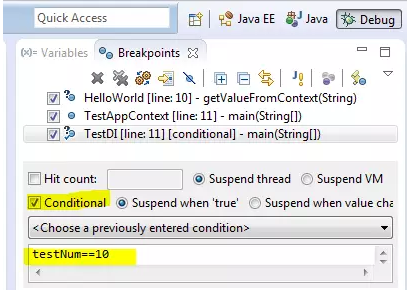 Quick Access Java EE Java Debug
(x)= Variables Breakpoints
HelloWorld [line: 10] - getValueFromContext(String)
TestAppContext [line: 11] - main(String[])
TestDI [line: 11] [conditional] - main(String[])
Hit count: Suspend thread Suspend VM
Conditional Suspend when 'true' Suspend when value cha
<Choose a previously entered condition>
testNum==10